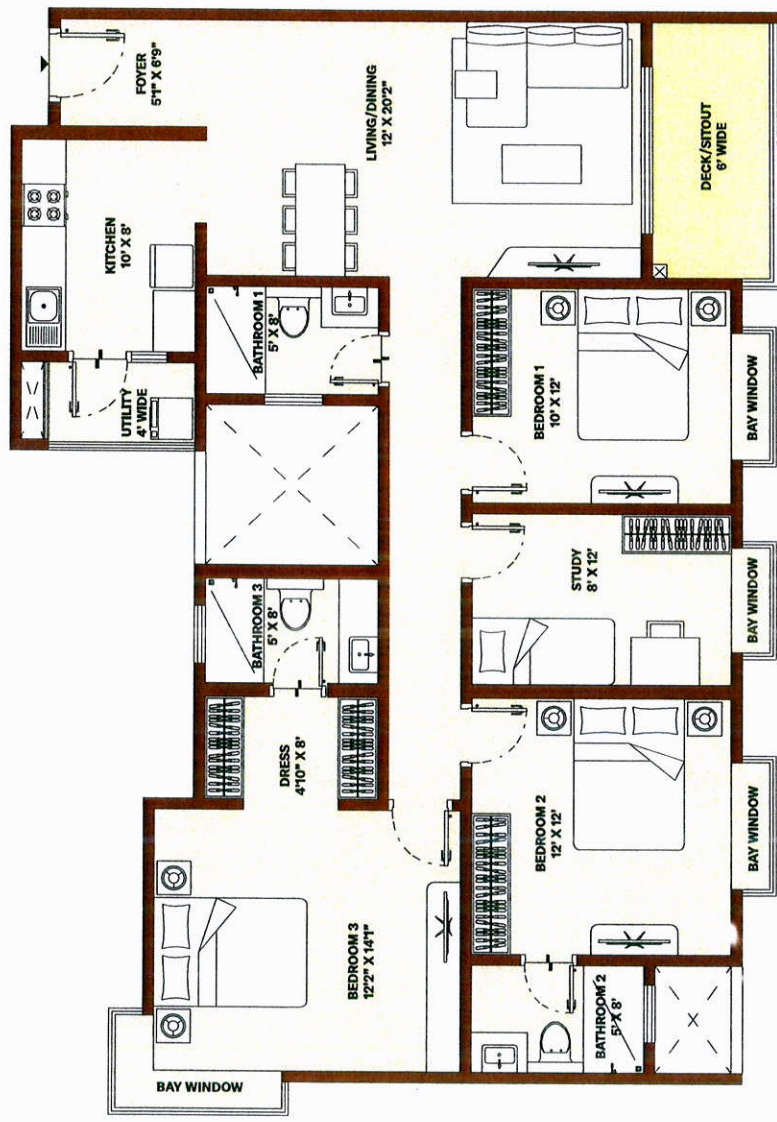 FOYER
5'1" X 6'9"
LIVING/DINING
12' X 20'2"
DECK/SITOUT
6' WIDE
KITCHEN
10' X 8'
UTILITY
4' WIDE
BATHROOM 1
5' X 8'
BEDROOM 1
10' X 12'
BAY WINDOW
STUDY
8' X 12'
BAY WINDOW
BATHROOM 3
5' X 8'
DRESS
4'10" X 8'
BEDROOM 2
12' X 12'
BAY WINDOW
BEDROOM 3
12'2" X 14'1"
BATHROOM 2
5' X 8'
BAY WINDOW